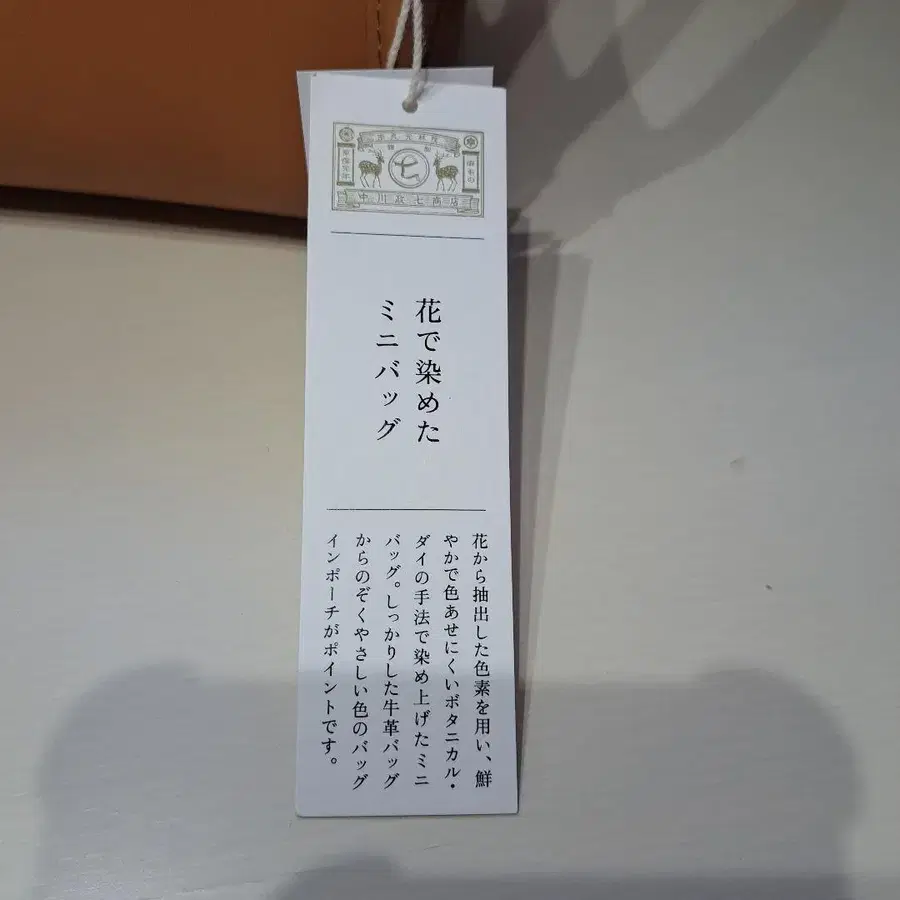 中川政七商店
七
花で染めた
ミニバッグ
花から抽出した色素を用い、鮮
やかで色あせにくいボタニカル・
ダイの手法で染め上げたミニ
バッグ。しっかりした牛革バッグ
からのぞくやさしい色のバッグ
インポーチがポイントです。